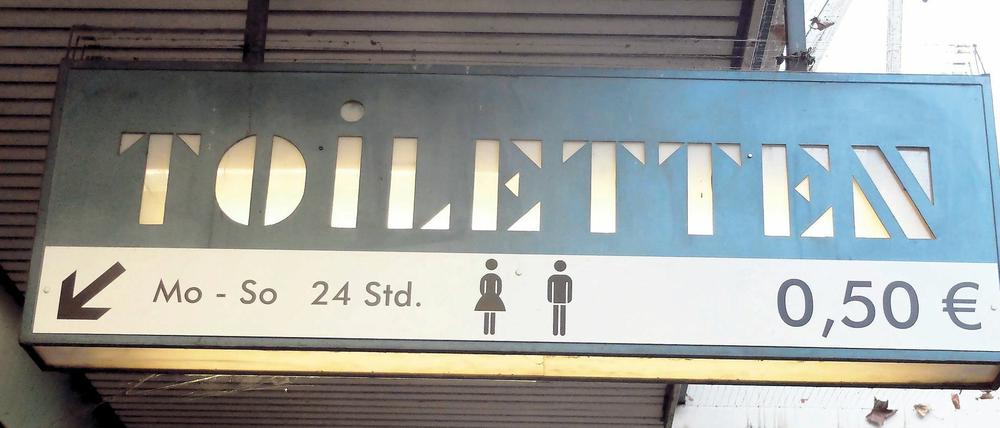 TOiLETTEN
Mo - So 24 Std. 0,50 €